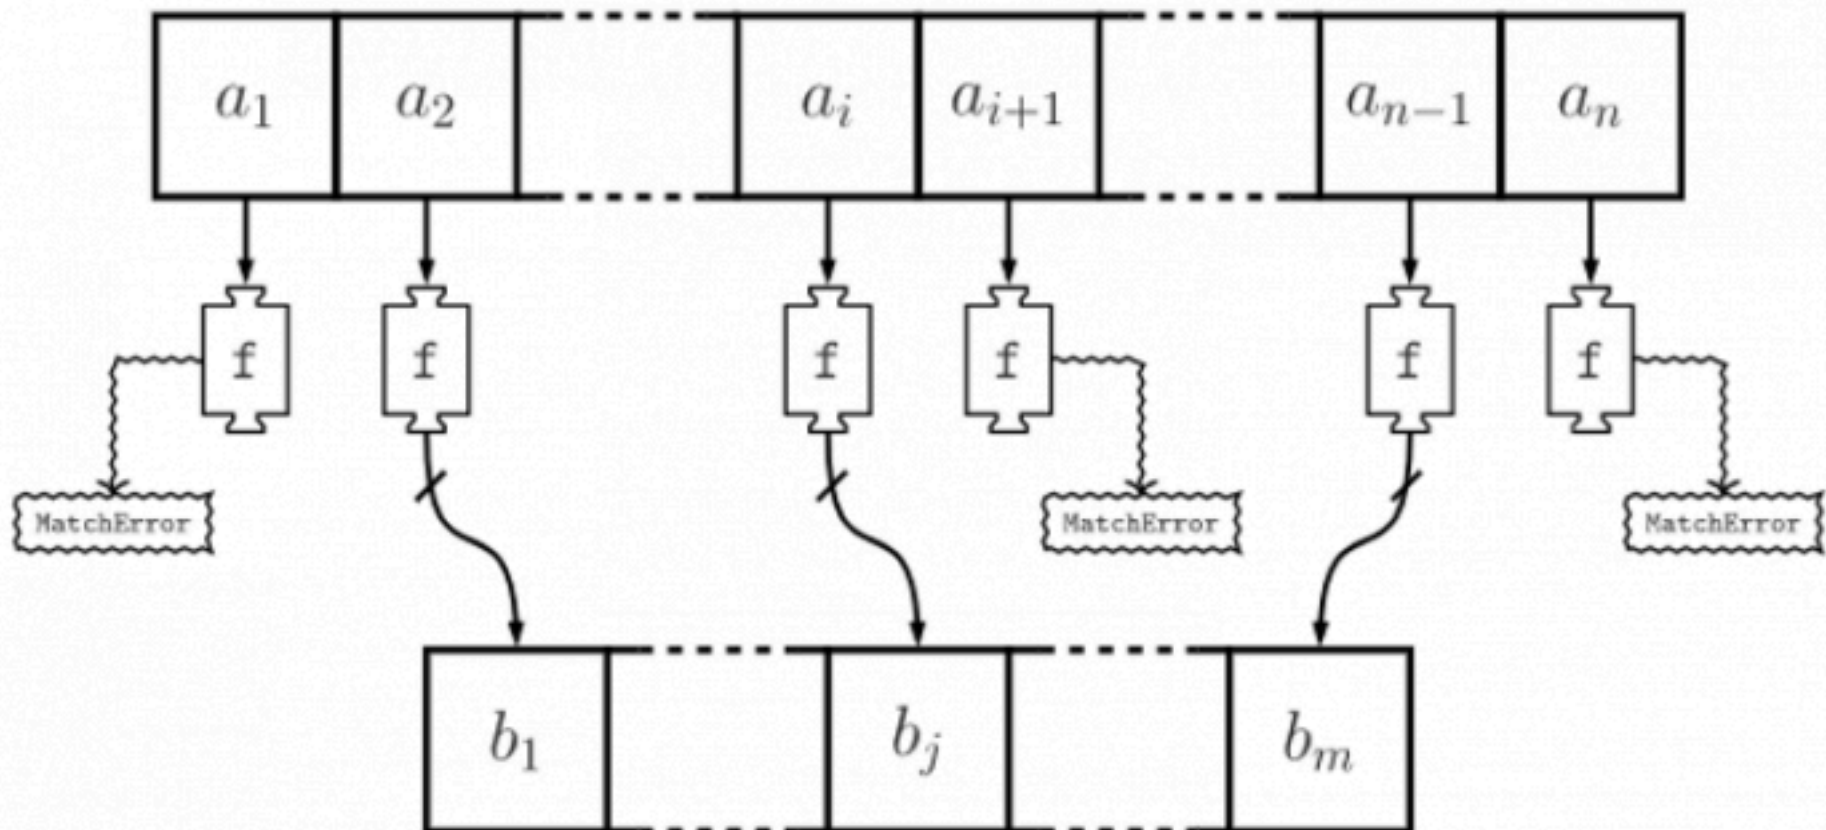 a₁ a₂ aᵢ aᵢ₊₁ aₙ₋₁ aₙ
f f f f f f
MatchError MatchError MatchError
b₁ bⱼ bₘ